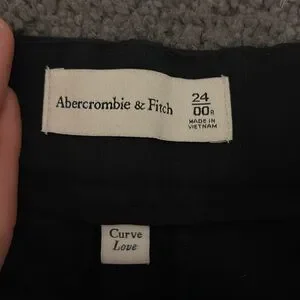 Abercrombie & Fitch
24
00R
MADE IN
VIETNAM
Curve
Love